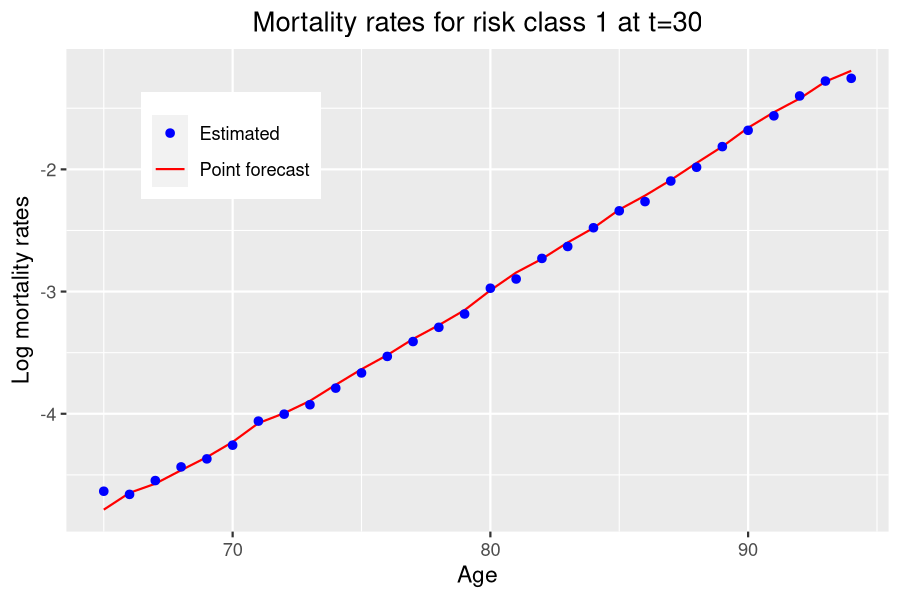 Mortality rates for risk class 1 at t=30
Estimated
Point forecast
Log mortality rates
-2
-3
-4
70 80 90
Age